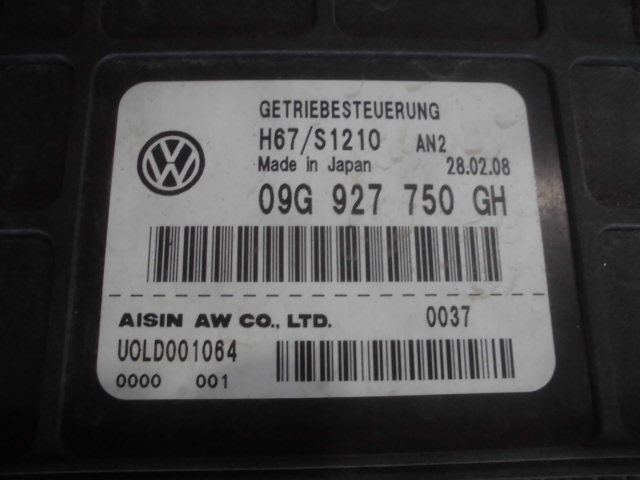 GETRIEBESTEUERUNG
H67/S1210 AN2
Made in Japan 28.02.08
09G 927 750 GH
AISIN AW CO., LTD. 0037
UOLD001064
0000 001